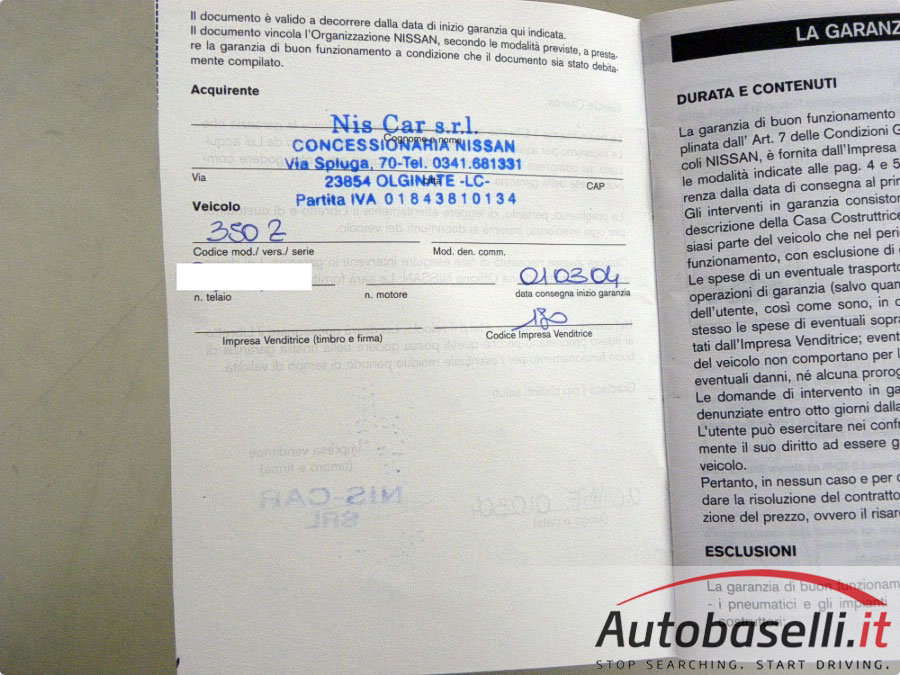 Il documento è valido a decorrere dalla data di inizio garanzia qui indicata.
Il documento vincola l'Organizzazione NISSAN, secondo le modalità previste, a presta-
re la garanzia di buon funzionamento a condizione che il documento sia stato debita-
mente compilato.
Acquirente
Nis Car s.r.l.
Cognome e nome
CONCESSIONARIA NISSAN
Via Spluga, 70-Tel. 0341.681331
Via
CAP
23854 OLGINATE -LC-
Partita IVA 01843810134
Veicolo
350 Z
Codice mod./ vers./ serie
Mod. den. comm.
010304
n. telaio
n. motore
data consegna inizio garanzia
180
Impresa Venditrice (timbro e firma)
Codice Impresa Venditrice
NIS-CAR
SRL
LA GARANZ
DURATA E CONTENUTI
La garanzia di buon funzionamento
plinata dall' Art. 7 delle Condizioni G
coli NISSAN, è fornita dall'Impresa
le modalità indicate alle pag. 4 e 5
renza dalla data di consegna al pri
Gli interventi in garanzia consistor
descrizione della Casa Costruttrice
siasi parte del veicolo che nel peri
funzionamento, con esclusione di
Le spese di un eventuale trasporto
operazioni di garanzia (salvo quan
dell'utente, così come sono, in
stesso le spese di eventuali sopra
tati dall'Impresa Venditrice; event
del veicolo non comportano per l
eventuali danni, né alcuna prorog
Le domande di intervento in ga
denunziate entro otto giorni dalla
L'utente può esercitare nei confr
mente il suo diritto ad essere g
veicolo.
Pertanto, in nessun caso e per
dare la risoluzione del contratto
zione del prezzo, ovvero il risar
ESCLUSIONI
La garanzia di buon funzionam
- i pneumatici e gli impianti
costruttori;
Autobaselli.it
STOP SEARCHING. START DRIVING.